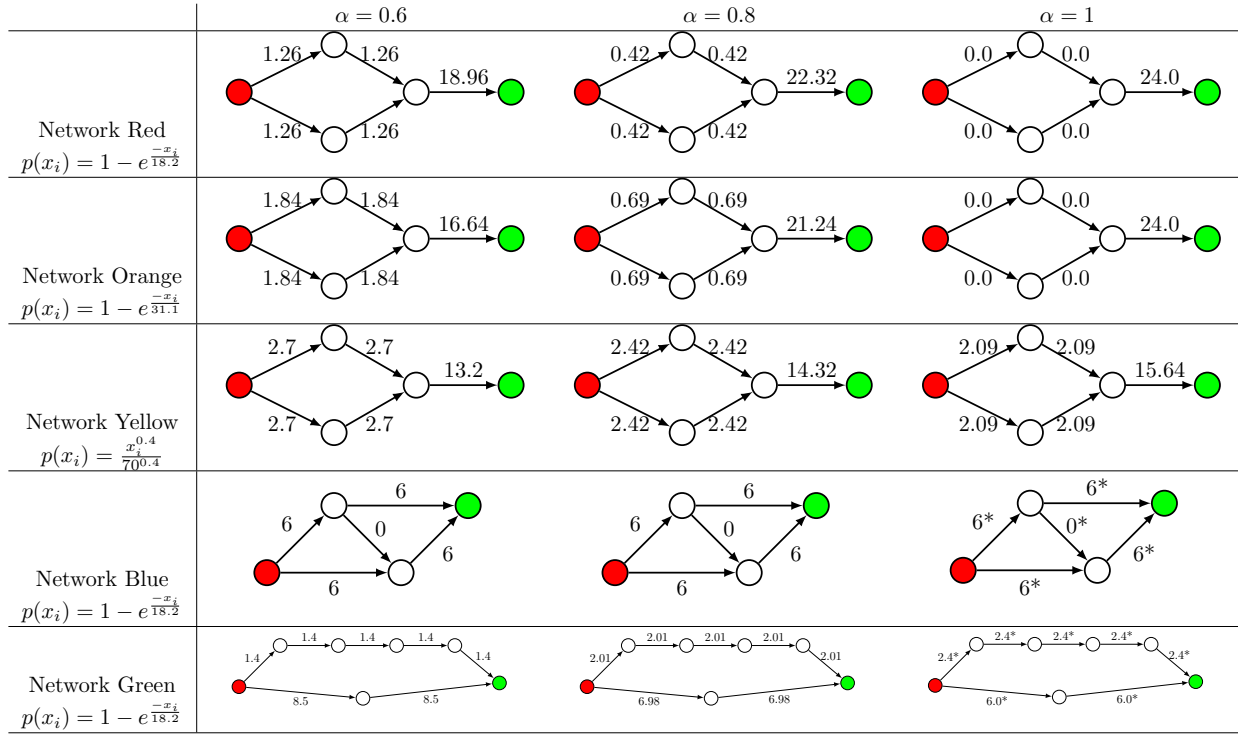 α = 0.6 α = 0.8 α = 1
1.26 1.26 18.96 1.26 1.26
0.42 0.42 22.32 0.42 0.42
0.0 0.0 24.0 0.0 0.0
Network Red
p(x_i) = 1 − e^{\frac{-x_i}{18.2}}
1.84 1.84 16.64 1.84 1.84
0.69 0.69 21.24 0.69 0.69
0.0 0.0 24.0 0.0 0.0
Network Orange
p(x_i) = 1 − e^{\frac{-x_i}{31.1}}
2.7 2.7 13.2 2.7 2.7
2.42 2.42 14.32 2.42 2.42
2.09 2.09 15.64 2.09 2.09
Network Yellow
p(x_i) = \frac{x_i^{0.4}}{70^{0.4}}
6 6 0 6 6
6 6 0 6 6
6* 6* 0* 6* 6*
Network Blue
p(x_i) = 1 − e^{\frac{-x_i}{18.2}}
1.4 1.4 1.4 1.4 1.4 8.5 8.5
2.01 2.01 2.01 2.01 2.01 6.98 6.98
2.4* 2.4* 2.4* 2.4* 2.4* 6.0* 6.0*
Network Green
p(x_i) = 1 − e^{\frac{-x_i}{18.2}}